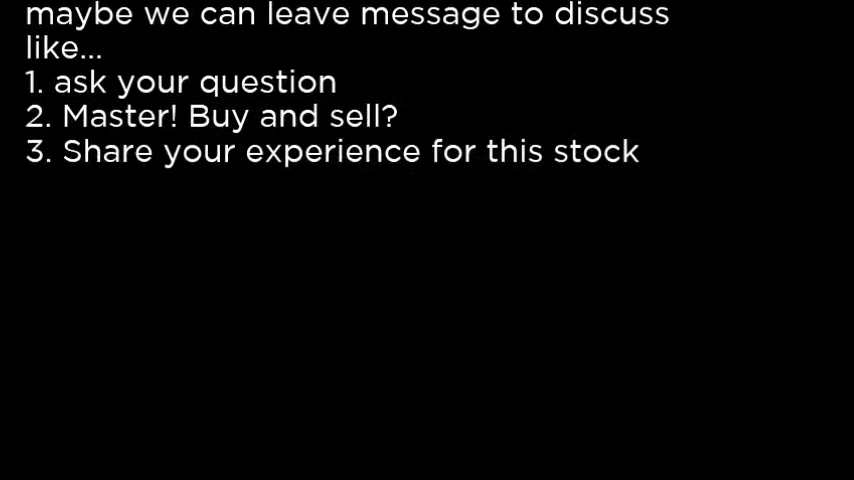 maybe we can leave message to discuss
like...
1. ask your question
2. Master! Buy and sell?
3. Share your experience for this stock